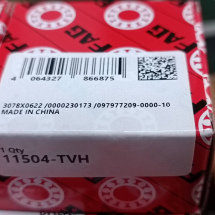 FAG
4 064327 866875
3078X0622 /0000230173 /097977209-0000-10
MADE IN CHINA
1 Qty
11504-TVH